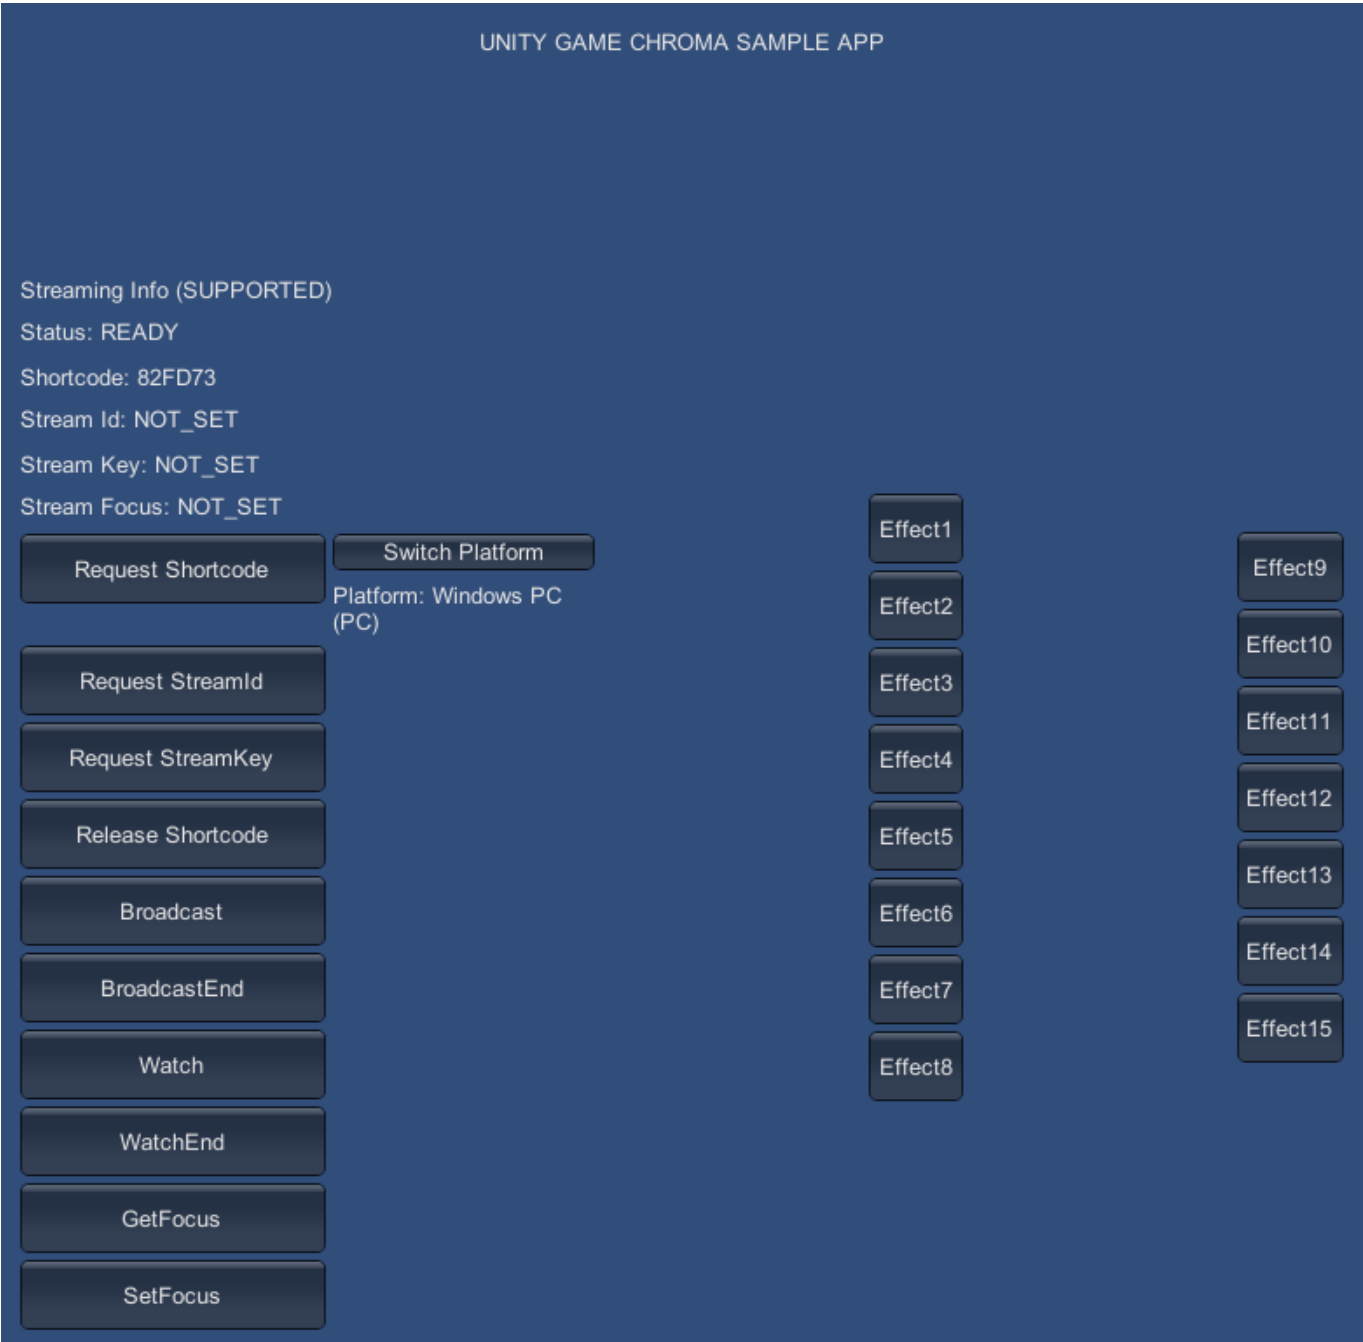 UNITY GAME CHROMA SAMPLE APP
Streaming Info (SUPPORTED)
Status: READY
Shortcode: 82FD73
Stream Id: NOT_SET
Stream Key: NOT_SET
Stream Focus: NOT_SET
Request Shortcode
Switch Platform
Platform: Windows PC
(PC)
Request StreamId
Request StreamKey
Release Shortcode
Broadcast
BroadcastEnd
Watch
WatchEnd
GetFocus
SetFocus
Effect1
Effect2
Effect3
Effect4
Effect5
Effect6
Effect7
Effect8
Effect9
Effect10
Effect11
Effect12
Effect13
Effect14
Effect15